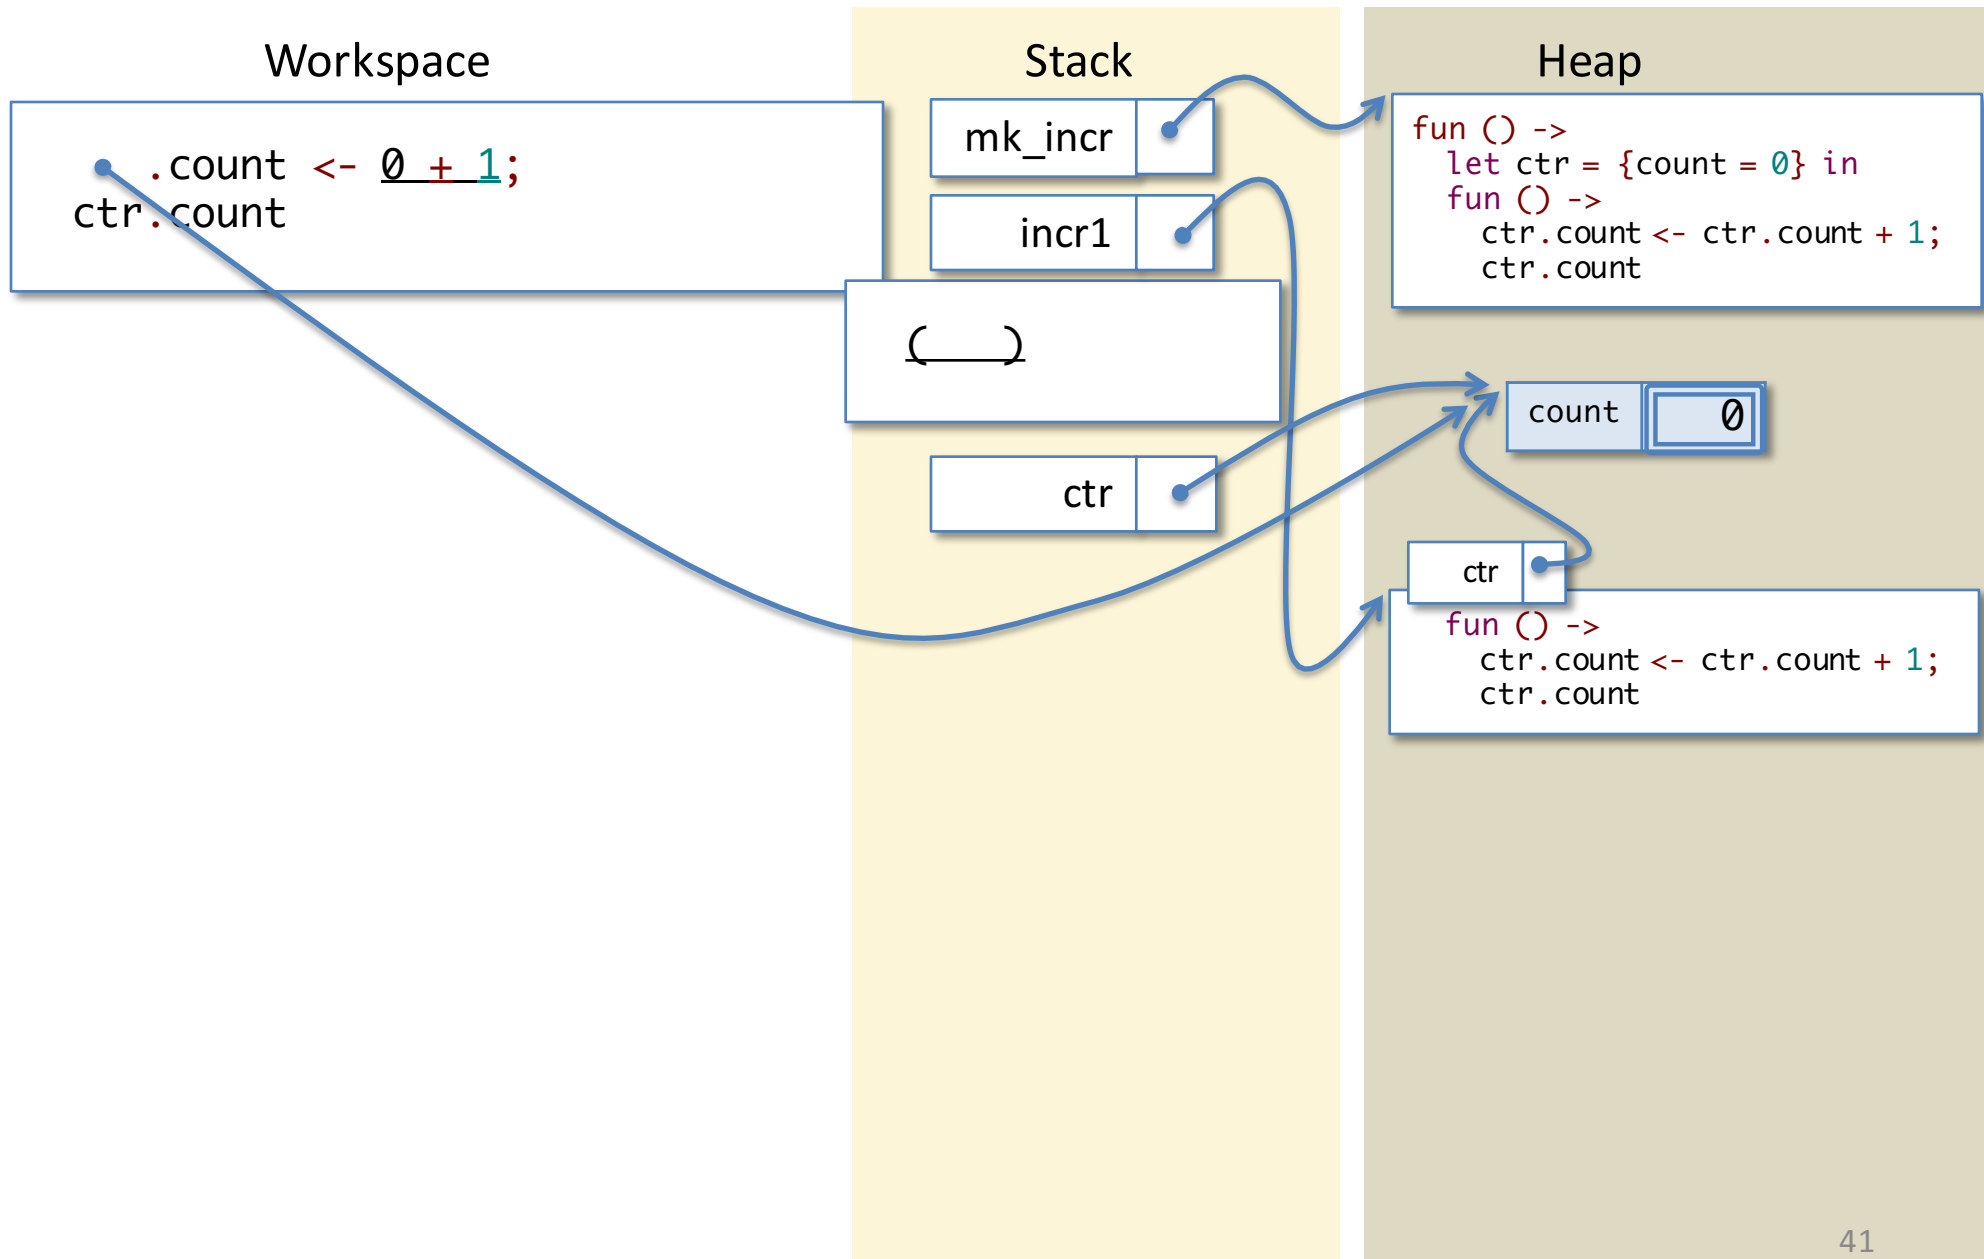 Workspace
.count <- 0 + 1;
ctr.count
Stack
mk_incr
incr1
( )
ctr
Heap
fun () ->
let ctr = {count = 0} in
fun () ->
ctr.count <- ctr.count + 1;
ctr.count
count 0
ctr
fun () ->
ctr.count <- ctr.count + 1;
ctr.count
41